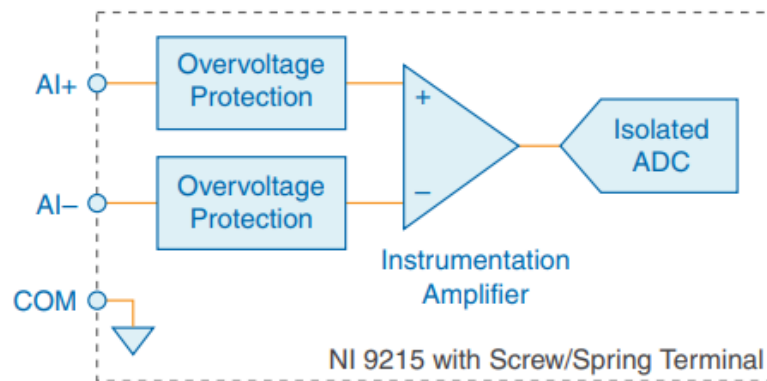 AI+
Overvoltage
Protection
+
Isolated
ADC
AI–
Overvoltage
Protection
–
Instrumentation
Amplifier
COM
NI 9215 with Screw/Spring Terminal